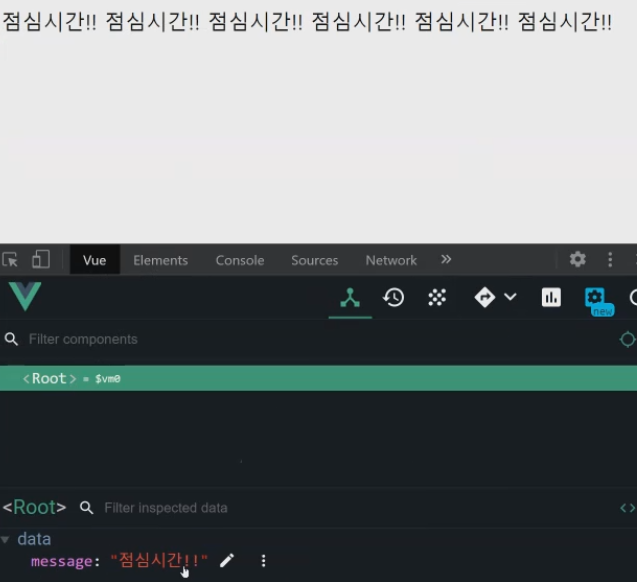 점심시간!! 점심시간!! 점심시간!! 점심시간!! 점심시간!! 점심시간!!
Vue Elements Console Sources Network »
new
Filter components
<Root> = $vm0
<Root> Filter inspected data <>
data
message: "점심시간!!"